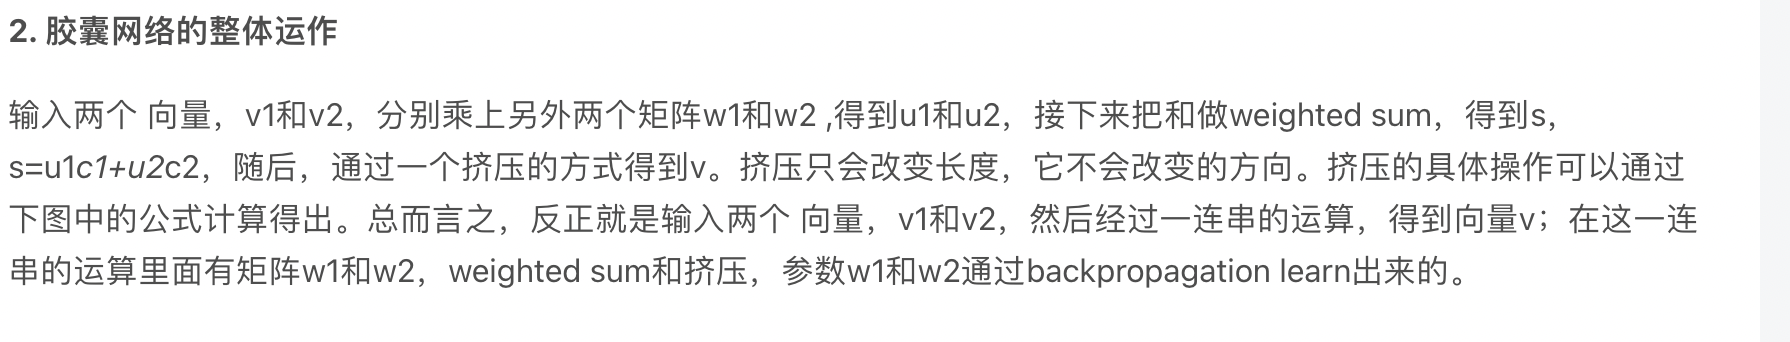 2. 胶囊网络的整体运作
输入两个 向量，v1和v2，分别乘上另外两个矩阵w1和w2 ,得到u1和u2，接下来把和做weighted sum，得到s，
s=u1c1+u2c2，随后，通过一个挤压的方式得到v。挤压只会改变长度，它不会改变的方向。挤压的具体操作可以通过
下图中的公式计算得出。总而言之，反正就是输入两个 向量，v1和v2，然后经过一连串的运算，得到向量v；在这一连
串的运算里面有矩阵w1和w2，weighted sum和挤压，参数w1和w2通过backpropagation learn出来的。